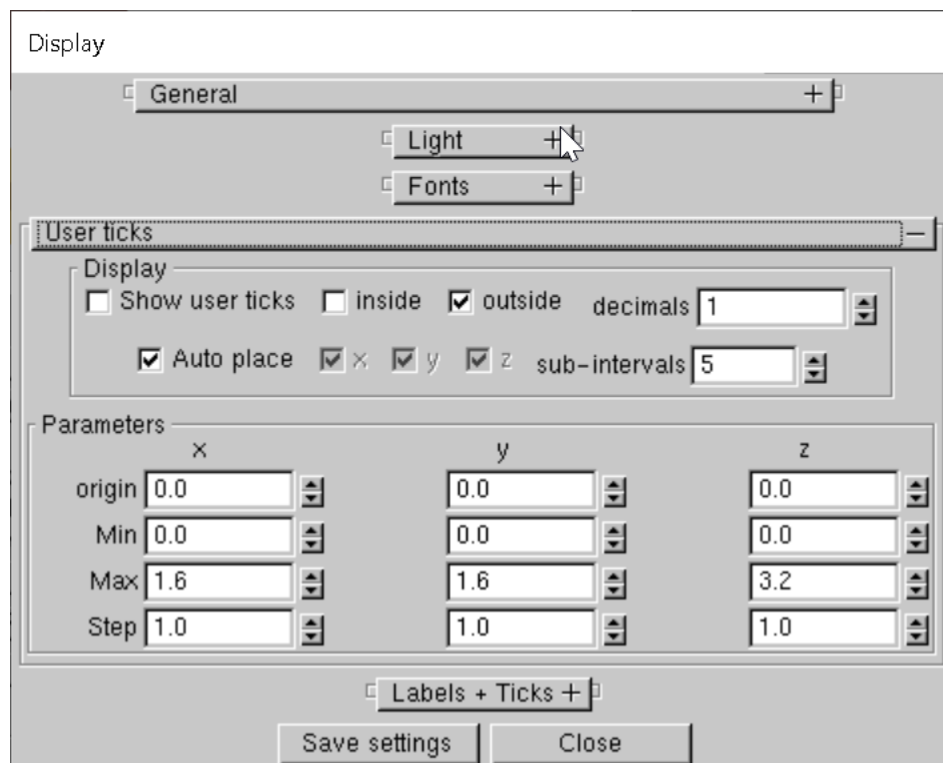 Display
General +
Light +
Fonts +
User ticks −
Display
Show user ticks inside outside decimals 1
Auto place x y z sub-intervals 5
Parameters
x y z
origin 0.0 0.0 0.0
Min 0.0 0.0 0.0
Max 1.6 1.6 3.2
Step 1.0 1.0 1.0
Labels + Ticks +
Save settings Close